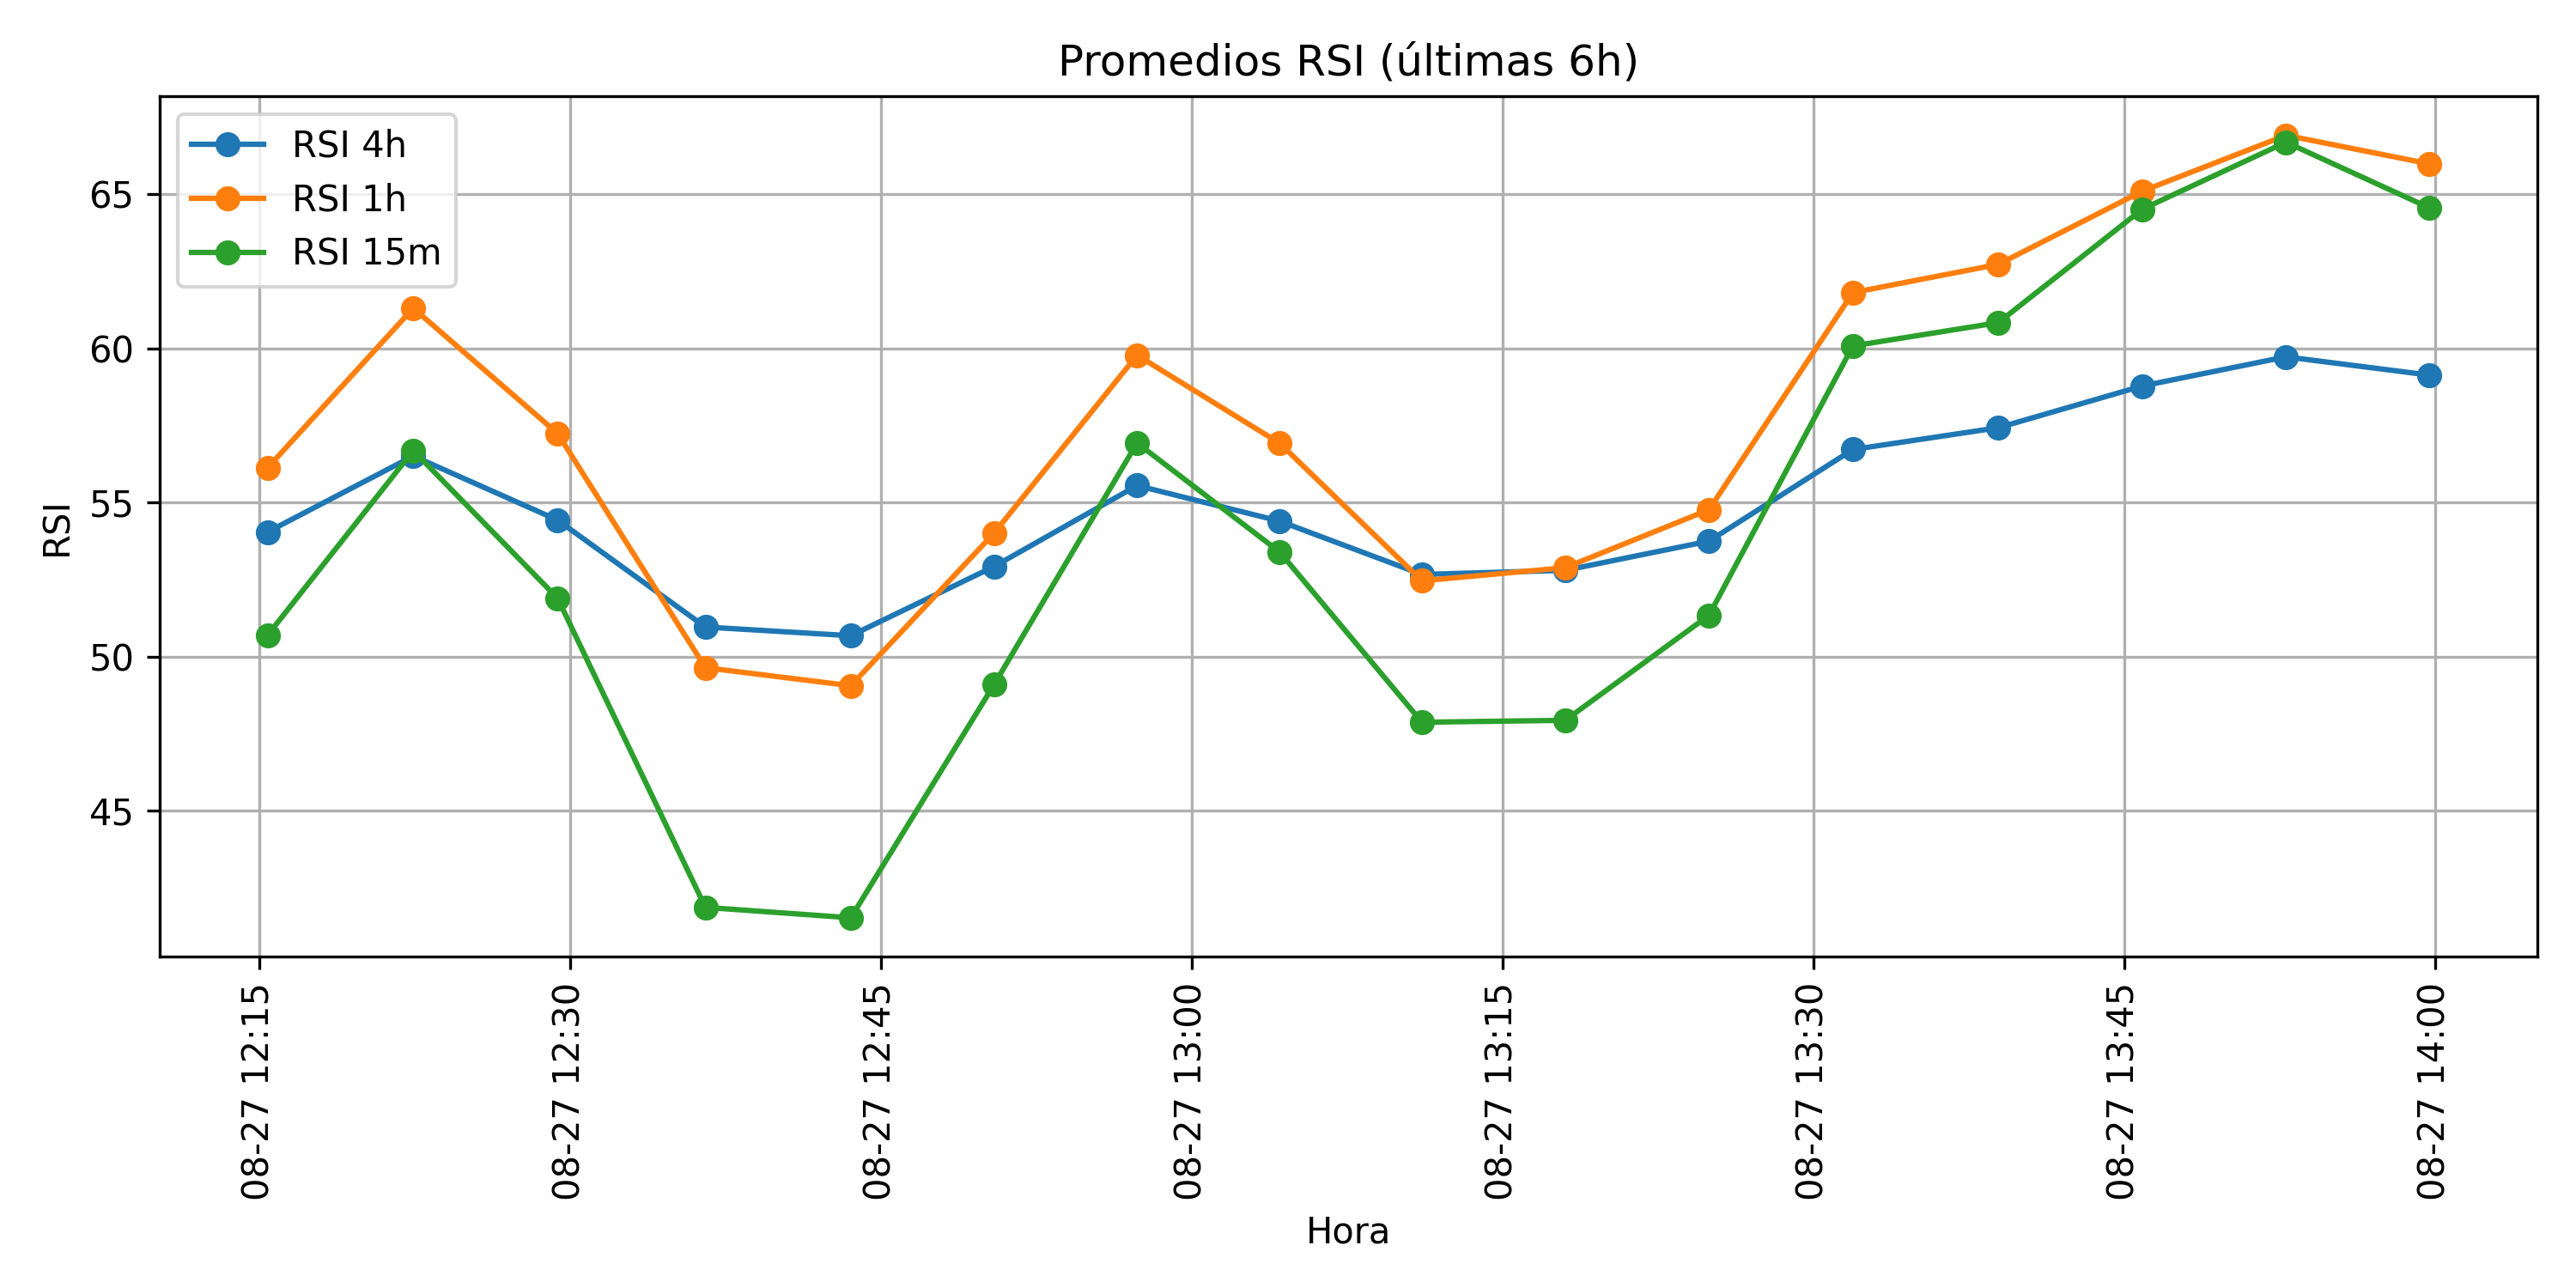 Promedios RSI (últimas 6h)
RSI 4h
RSI 1h
RSI 15m
65
60
55
50
45
RSI
08-27 12:15
08-27 12:30
08-27 12:45
08-27 13:00
08-27 13:15
08-27 13:30
08-27 13:45
08-27 14:00
Hora